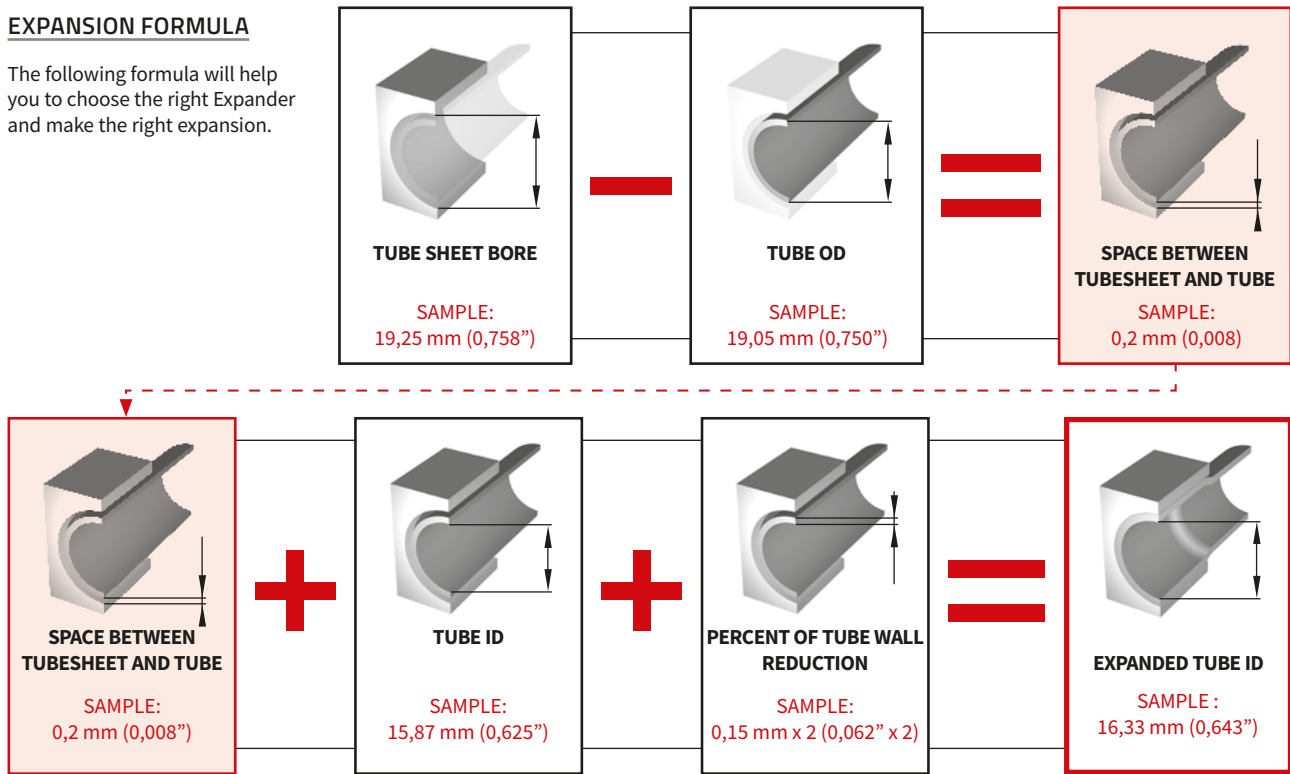 EXPANSION FORMULA
The following formula will help
you to choose the right Expander
and make the right expansion.
TUBE SHEET BORE
SAMPLE:
19,25 mm (0,758”)
TUBE OD
SAMPLE:
19,05 mm (0,750”)
SPACE BETWEEN
TUBESHEET AND TUBE
SAMPLE:
0,2 mm (0,008)
SPACE BETWEEN
TUBESHEET AND TUBE
SAMPLE:
0,2 mm (0,008”)
TUBE ID
SAMPLE:
15,87 mm (0,625”)
PERCENT OF TUBE WALL
REDUCTION
SAMPLE:
0,15 mm x 2 (0,062” x 2)
EXPANDED TUBE ID
SAMPLE :
16,33 mm (0,643”)